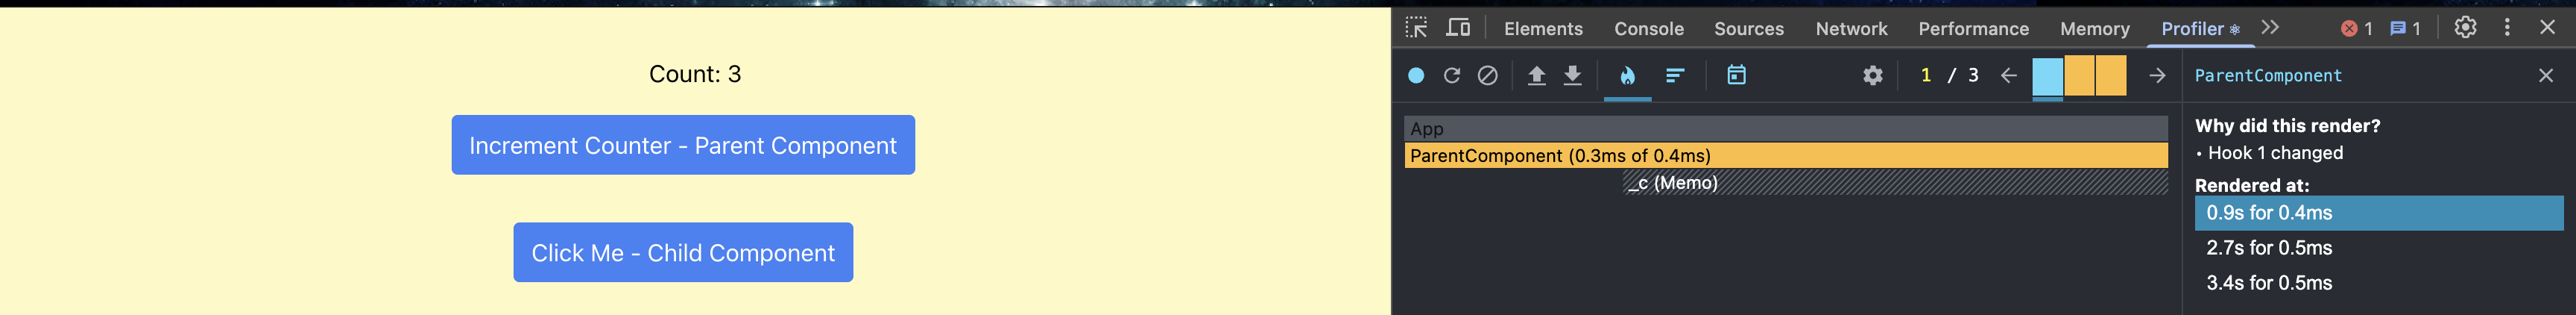 Count: 3
Increment Counter - Parent Component
Click Me - Child Component
Elements Console Sources Network Performance Memory Profiler 1 1
1 / 3
ParentComponent
App
ParentComponent (0.3ms of 0.4ms)
_c (Memo)
Why did this render?
• Hook 1 changed
Rendered at:
0.9s for 0.4ms
2.7s for 0.5ms
3.4s for 0.5ms